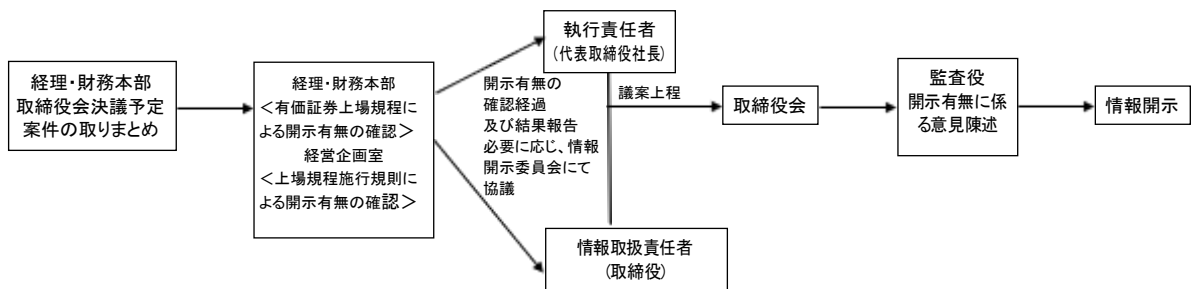 経理・財務本部
取締役会決議予定
案件の取りまとめ
経理・財務本部
＜有価証券上場規程に
よる開示有無の確認＞
経営企画室
＜上場規程施行規則に
よる開示有無の確認＞
執行責任者
(代表取締役社長)
開示有無の
確認経過
及び結果報告
必要に応じ、情報
開示委員会にて
協議
情報取扱責任者
(取締役)
議案上程
取締役会
監査役
開示有無に係
る意見陳述
情報開示